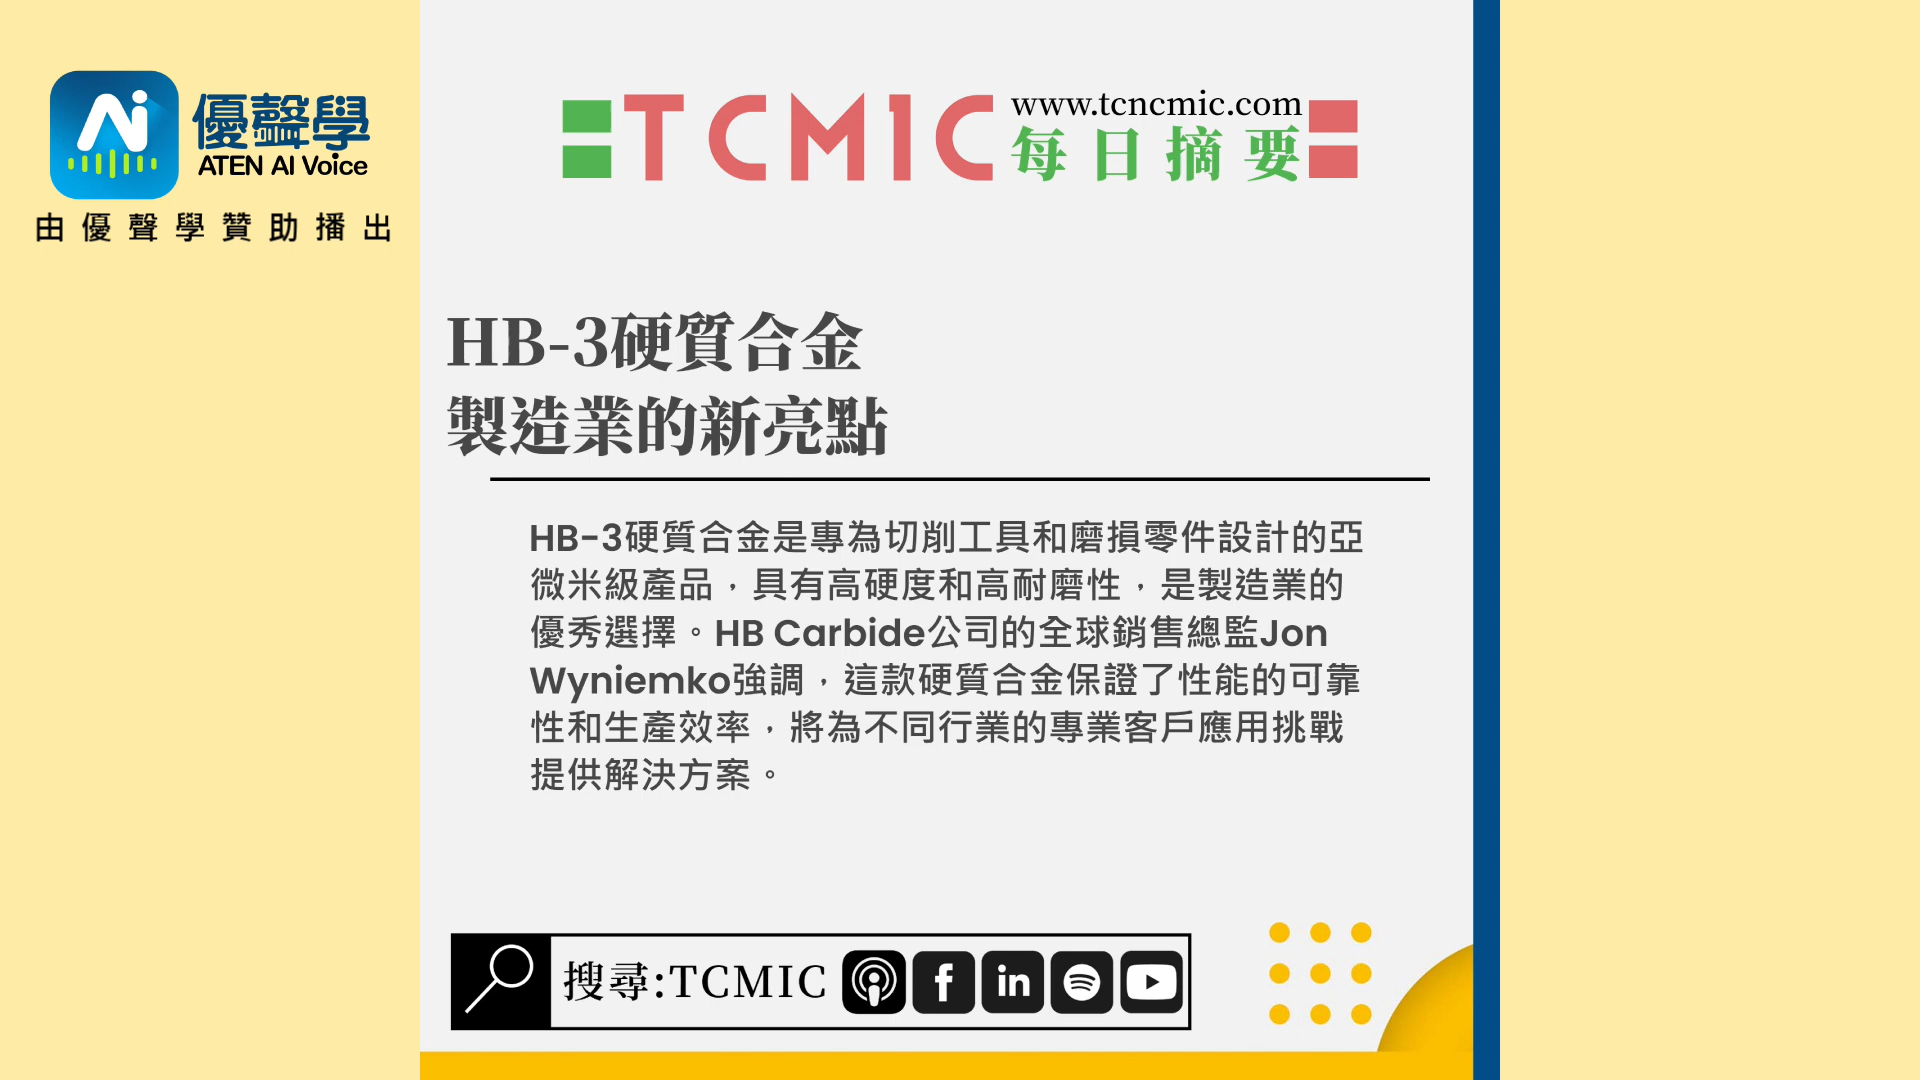 Ai
優聲學
ATEN AI Voice
由優聲學贊助播出
TCMIC
www.tcncmic.com
每日摘要
HB-3硬質合金
製造業的新亮點
HB-3硬質合金是專為切削工具和磨損零件設計的亞
微米級產品，具有高硬度和高耐磨性，是製造業的
優秀選擇。HB Carbide公司的全球銷售總監Jon
Wyniemko強調，這款硬質合金保證了性能的可靠
性和生產效率，將為不同行業的專業客戶應用挑戰
提供解決方案。
搜尋:TCMIC
f
in